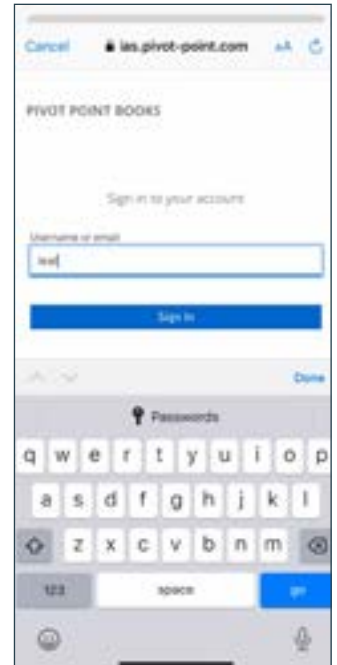 Cancel ias.pivot-point.com AA
PIVOT POINT BOOKS
Sign in to your account
Username or email
Sign In
Done
Passwords
q w e r t y u i o p
a s d f g h j k l
z x c v b n m
123 space go